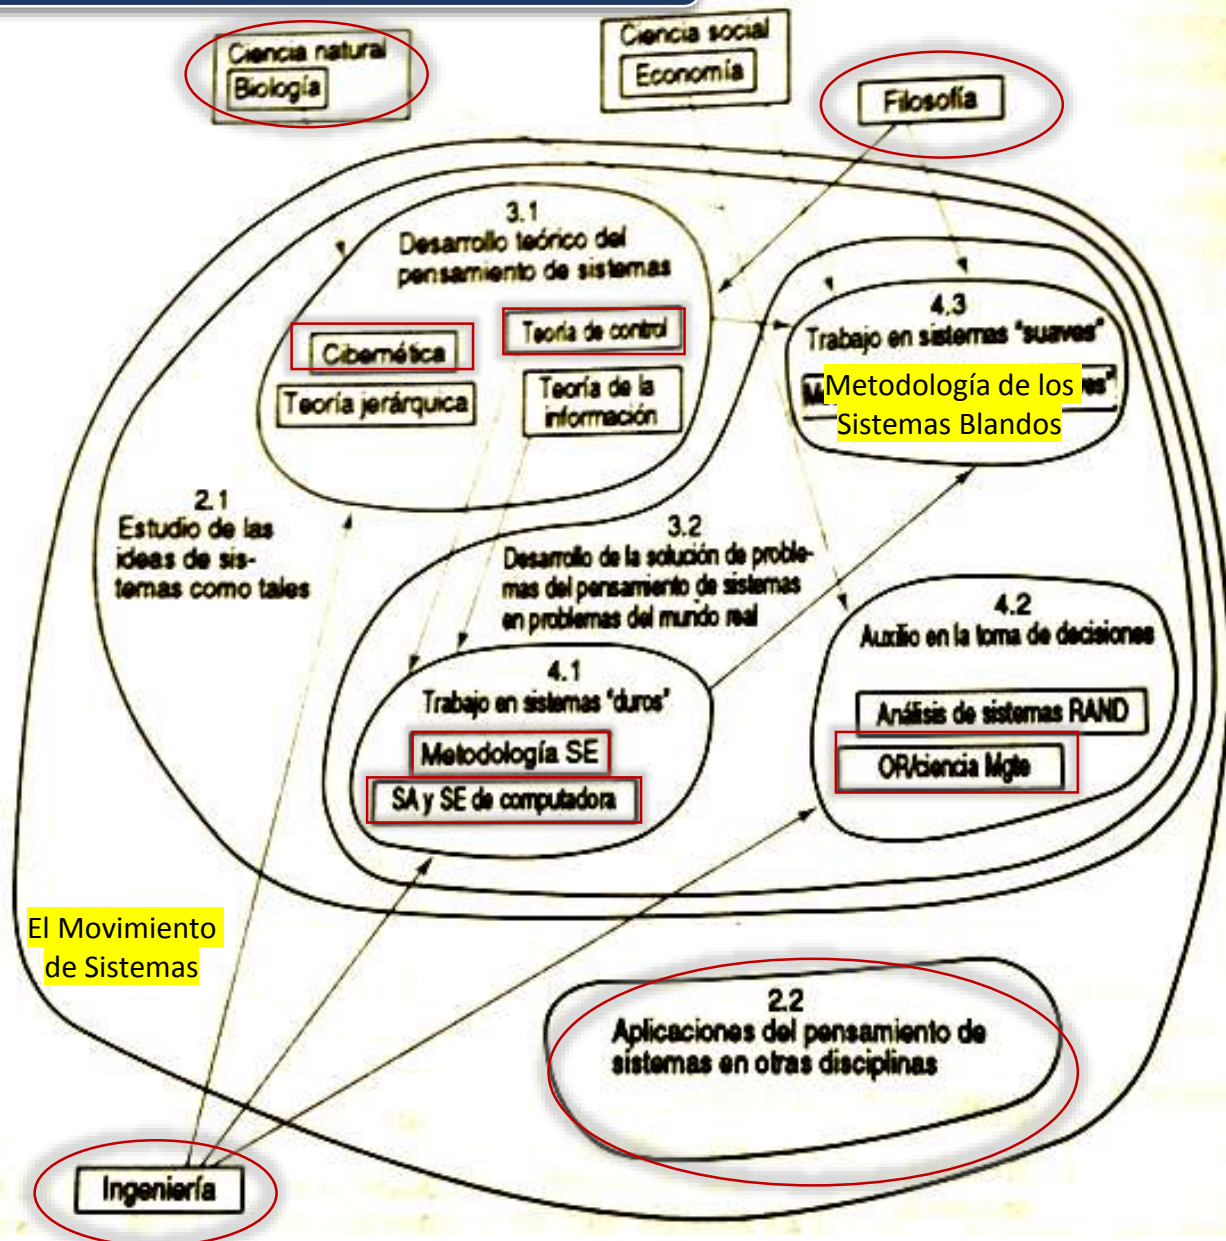 Ciencia natural
Biología
Ciencia social
Economía
Filosofía
3.1
Desarrollo teórico del
pensamiento de sistemas
Cibernética
Teoría de control
Teoría jerárquica
Teoría de la
información
4.3
Trabajo en sistemas "suaves"
Metodología de los
Sistemas Blandos
2.1
Estudio de las
ideas de sis-
temas como tales
3.2
Desarrollo de la solución de proble-
mas del pensamiento de sistemas
en problemas del mundo real
4.1
Trabajo en sistemas "duros"
Metodología SE
SA y SE de computadora
4.2
Auxilio en la toma de decisiones
Análisis de sistemas RAND
OR/ciencia Mgte
El Movimiento
de Sistemas
2.2
Aplicaciones del pensamiento de
sistemas en otras disciplinas
Ingeniería